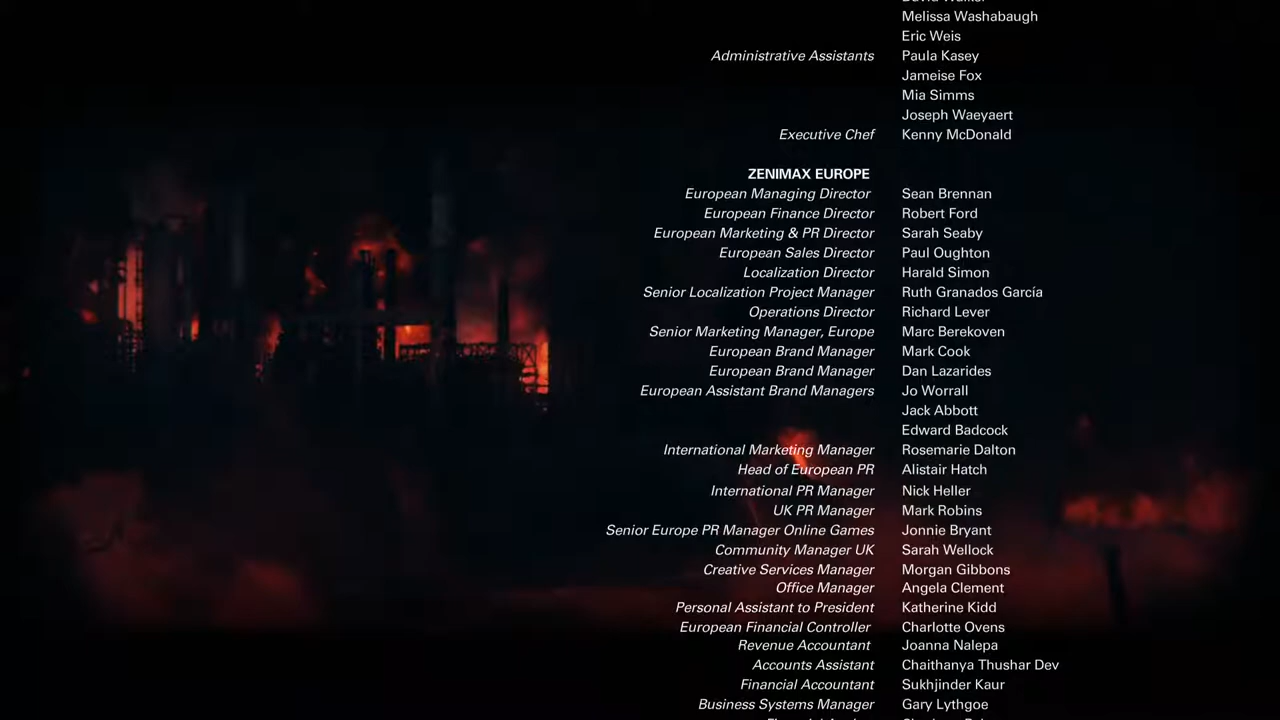 Melissa Washabaugh
Eric Weis
Administrative Assistants Paula Kasey
Jameise Fox
Mia Simms
Joseph Waeyaert
Executive Chef Kenny McDonald
ZENIMAX EUROPE
European Managing Director Sean Brennan
European Finance Director Robert Ford
European Marketing & PR Director Sarah Seaby
European Sales Director Paul Oughton
Localization Director Harald Simon
Senior Localization Project Manager Ruth Granados García
Operations Director Richard Lever
Senior Marketing Manager, Europe Marc Berekoven
European Brand Manager Mark Cook
European Brand Manager Dan Lazarides
European Assistant Brand Managers Jo Worrall
Jack Abbott
Edward Badcock
International Marketing Manager Rosemarie Dalton
Head of European PR Alistair Hatch
International PR Manager Nick Heller
UK PR Manager Mark Robins
Senior Europe PR Manager Online Games Jonnie Bryant
Community Manager UK Sarah Wellock
Creative Services Manager Morgan Gibbons
Office Manager Angela Clement
Personal Assistant to President Katherine Kidd
European Financial Controller Charlotte Ovens
Revenue Accountant Joanna Nalepa
Accounts Assistant Chaithanya Thushar Dev
Financial Accountant Sukhjinder Kaur
Business Systems Manager Gary Lythgoe